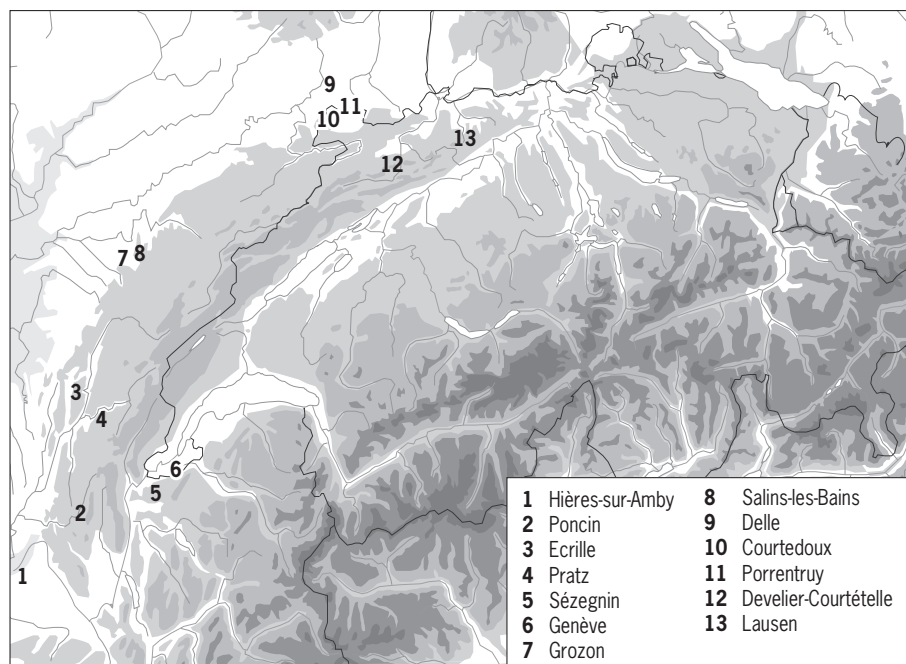 9
11
10
13
12
7 8
3
4
6
5
2
1
1 Hières-sur-Amby
2 Poncin
3 Ecrille
4 Pratz
5 Sézegnin
6 Genève
7 Grozon
8 Salins-les-Bains
9 Delle
10 Courtedoux
11 Porrentruy
12 Develier-Courtételle
13 Lausen